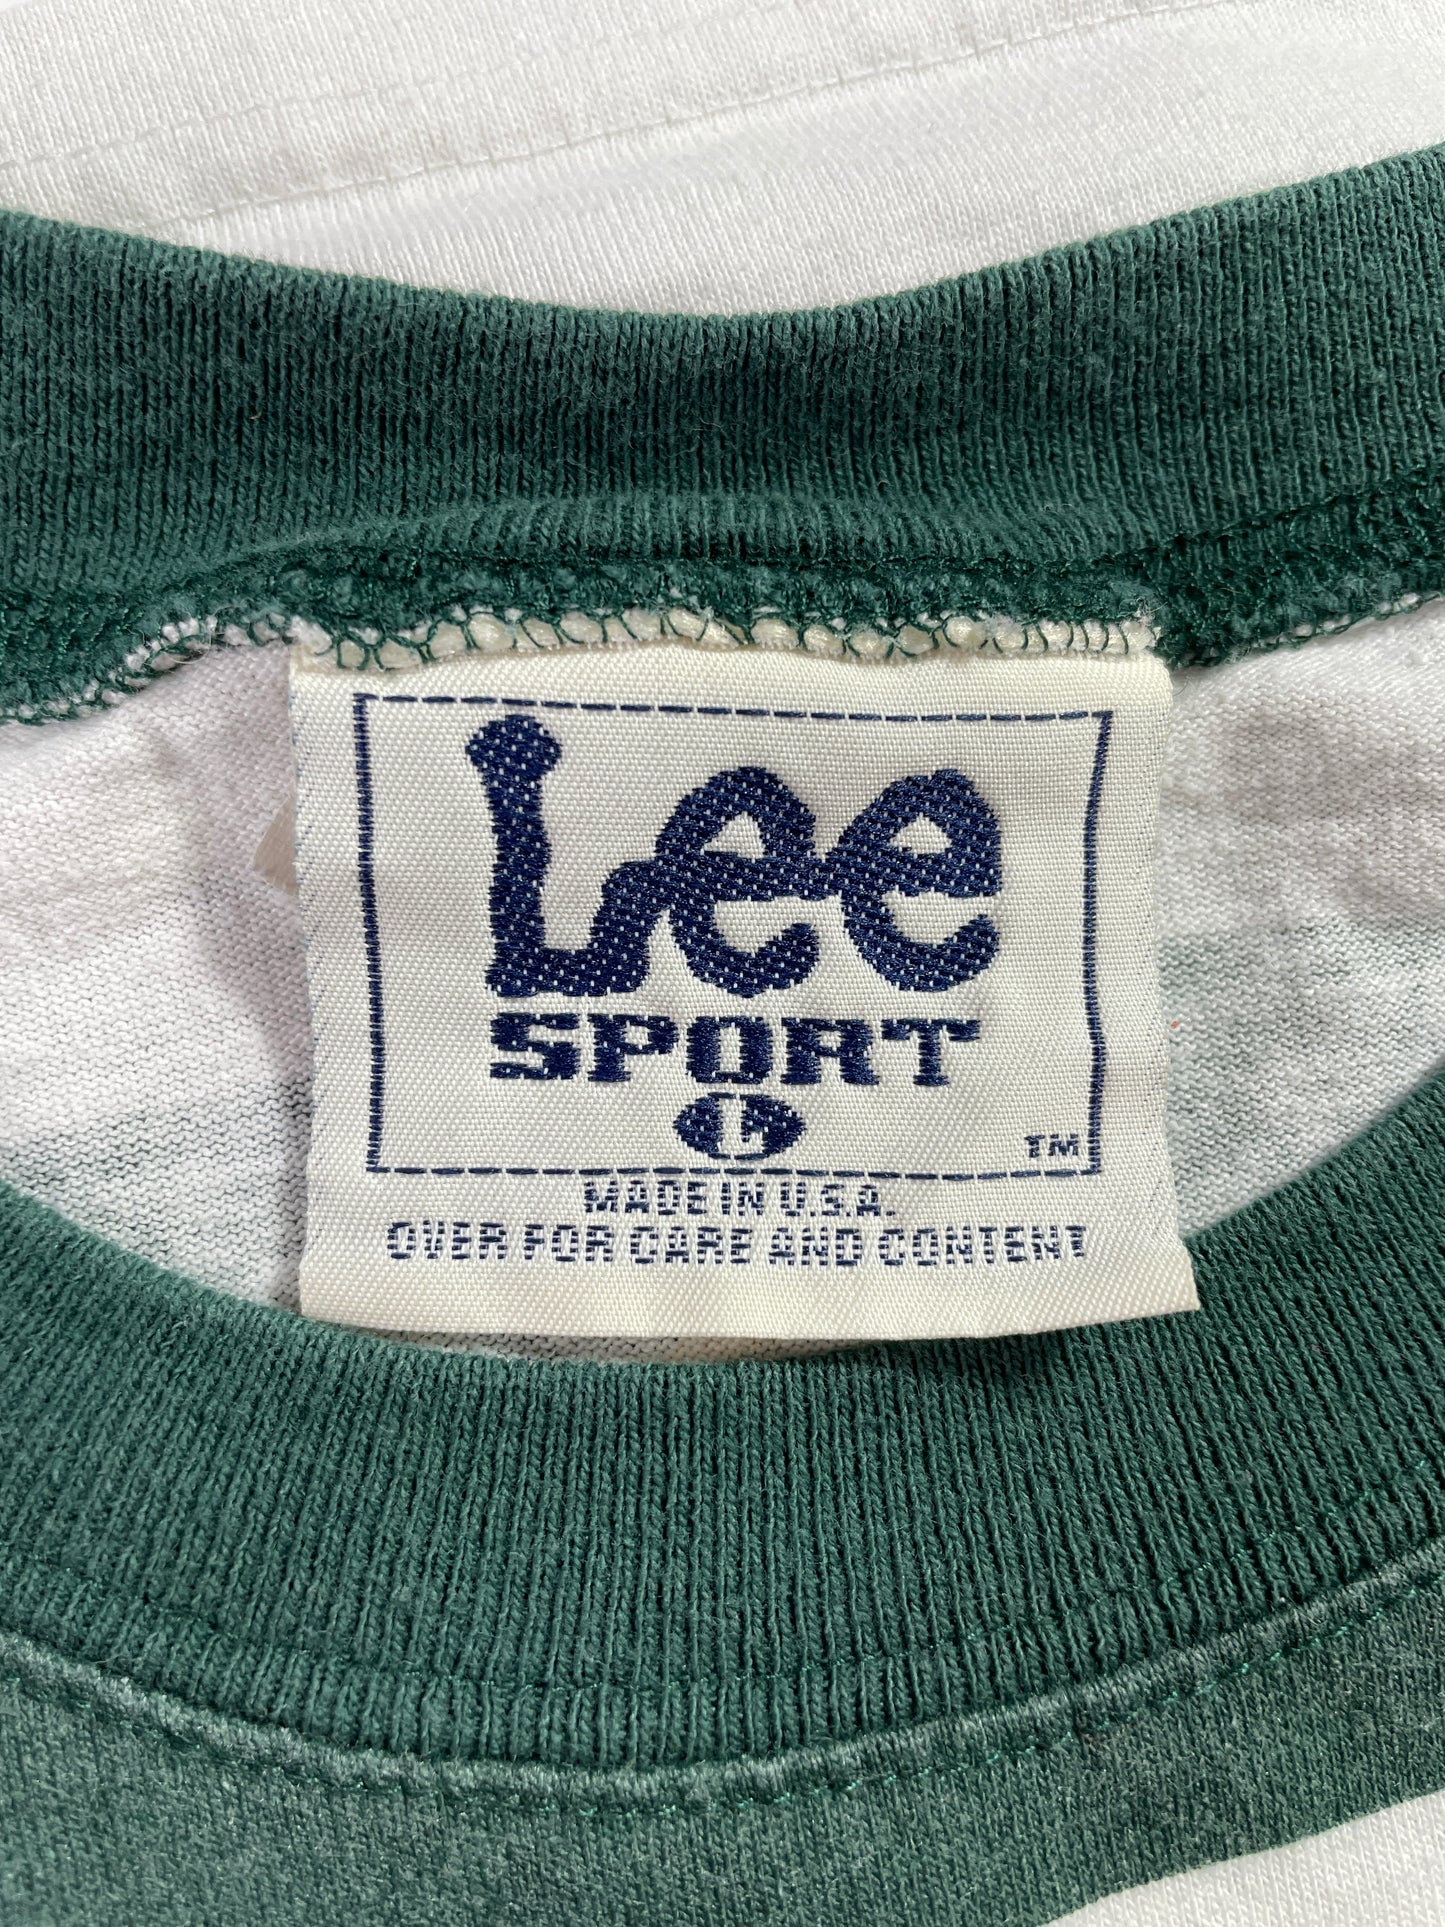 Lee
SPORT
L
TM
MADE IN U.S.A.
OVER FOR CARE AND CONTENT